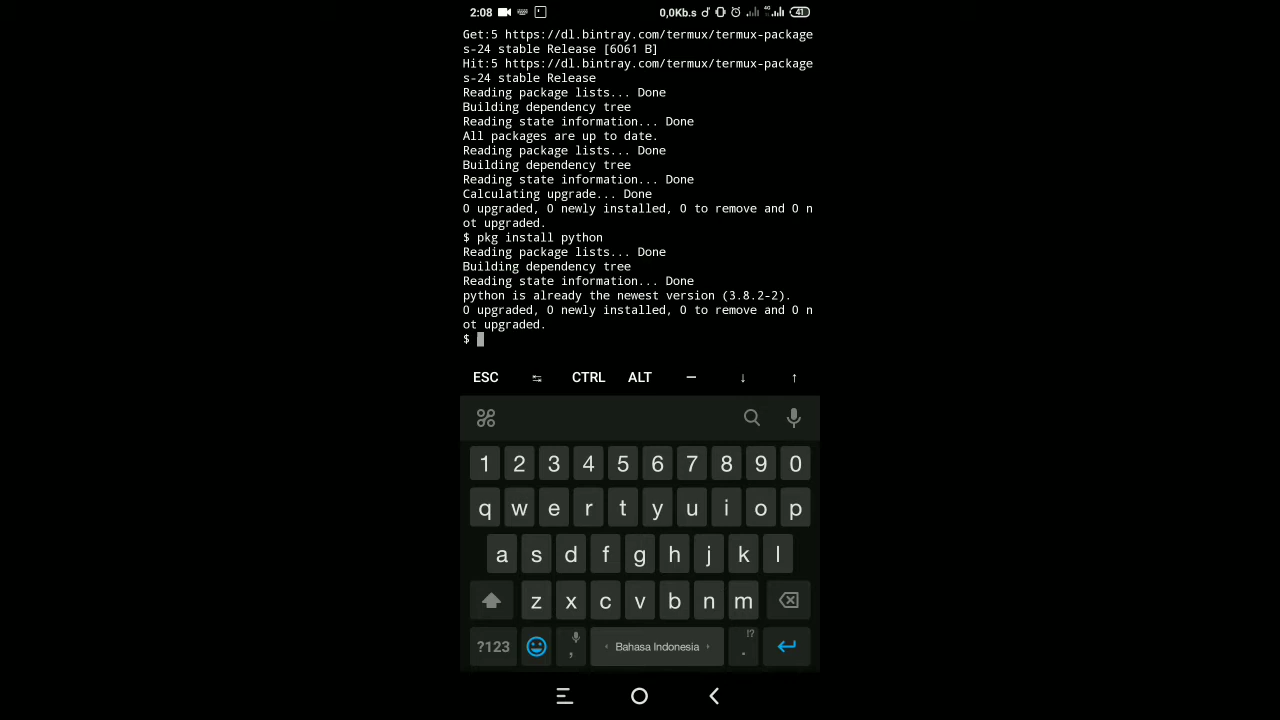 2:08 0,0Kb.s 4G 41
Get:5 https://dl.bintray.com/termux/termux-package
s-24 stable Release [6061 B]
Hit:5 https://dl.bintray.com/termux/termux-package
s-24 stable Release
Reading package lists... Done
Building dependency tree
Reading state information... Done
All packages are up to date.
Reading package lists... Done
Building dependency tree
Reading state information... Done
Calculating upgrade... Done
0 upgraded, 0 newly installed, 0 to remove and 0 n
ot upgraded.
$ pkg install python
Reading package lists... Done
Building dependency tree
Reading state information... Done
python is already the newest version (3.8.2-2).
0 upgraded, 0 newly installed, 0 to remove and 0 n
ot upgraded.
$
ESC ⇆ CTRL ALT — ↓ ↑
1 2 3 4 5 6 7 8 9 0
q w e r t y u i o p
a s d f g h j k l
z x c v b n m
?123 , Bahasa Indonesia . !?